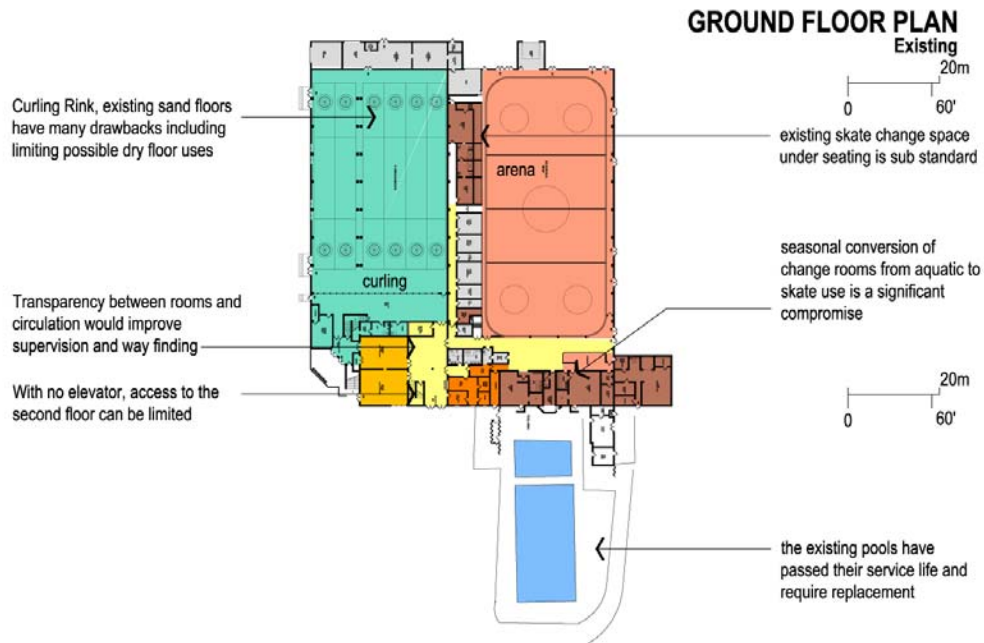 GROUND FLOOR PLAN
Existing
20m
0 60'
Curling Rink, existing sand floors
have many drawbacks including
limiting possible dry floor uses
existing skate change space
under seating is sub standard
arena
seasonal conversion of
change rooms from aquatic to
skate use is a significant
compromise
curling
Transparency between rooms and
circulation would improve
supervision and way finding
With no elevator, access to the
second floor can be limited
20m
0 60'
the existing pools have
passed their service life and
require replacement